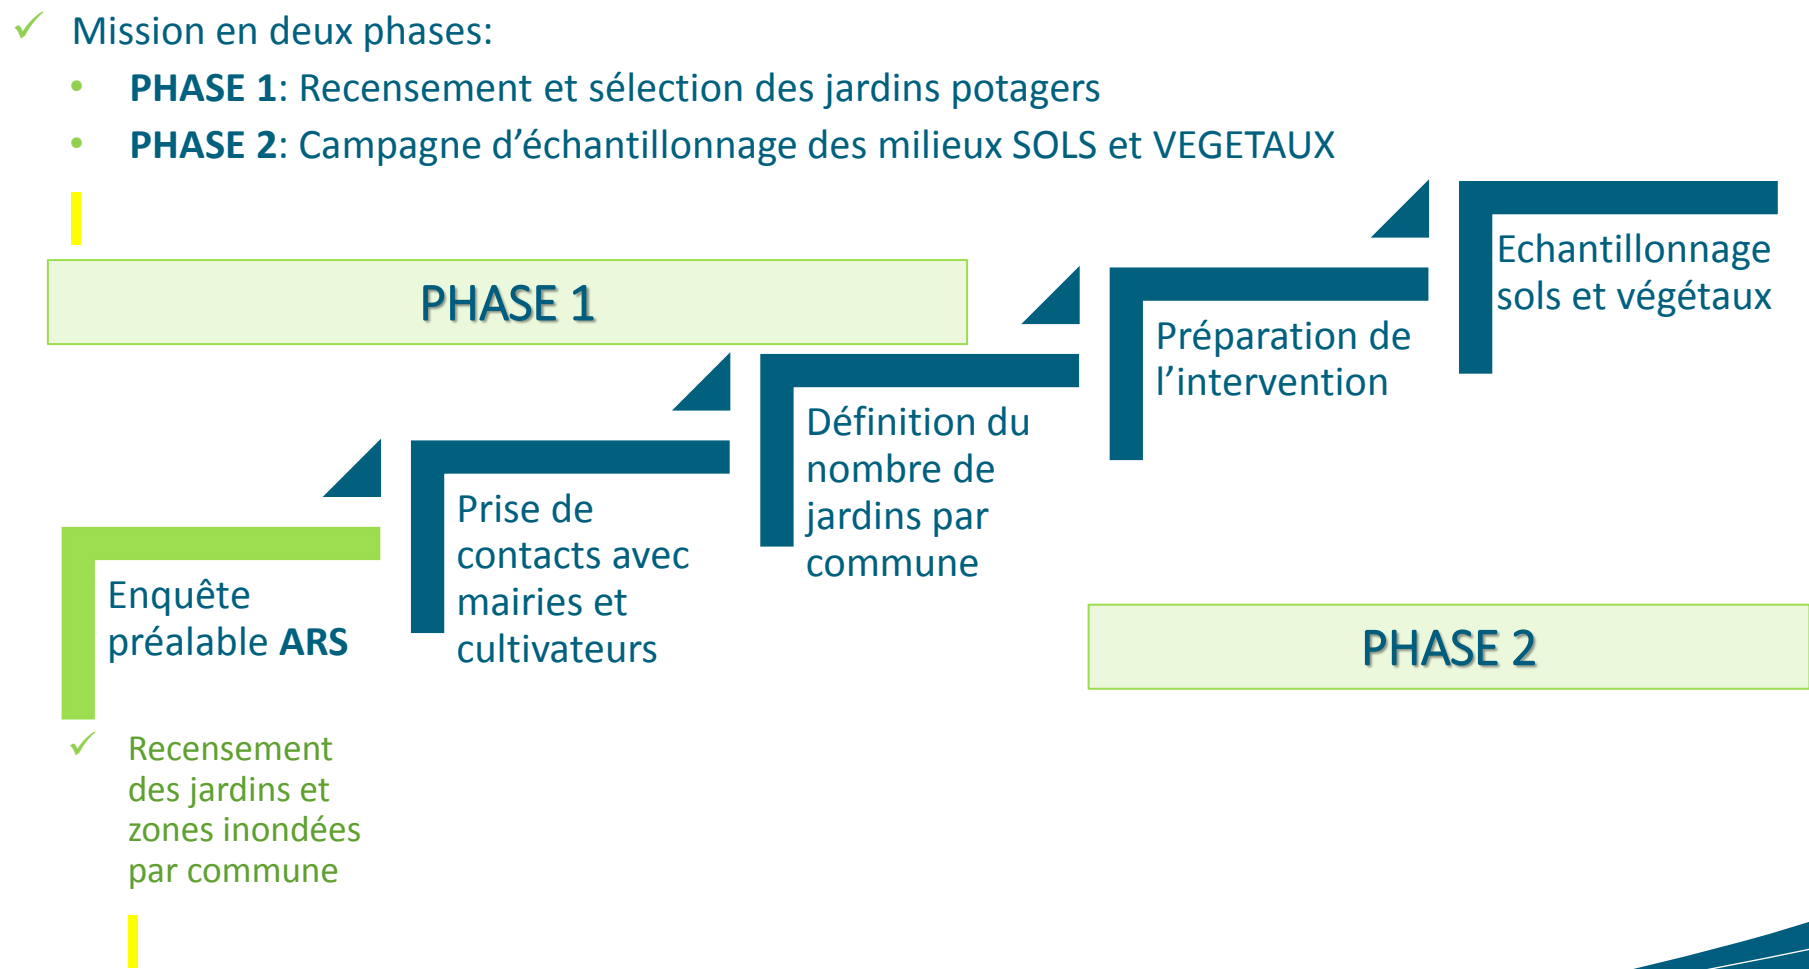 Mission en deux phases:
PHASE 1: Recensement et sélection des jardins potagers
PHASE 2: Campagne d'échantillonnage des milieux SOLS et VEGETAUX
PHASE 1
Enquête
préalable ARS
Recensement
des jardins et
zones inondées
par commune
Prise de
contacts avec
mairies et
cultivateurs
Définition du
nombre de
jardins par
commune
Préparation de
l'intervention
Echantillonnage
sols et végétaux
PHASE 2